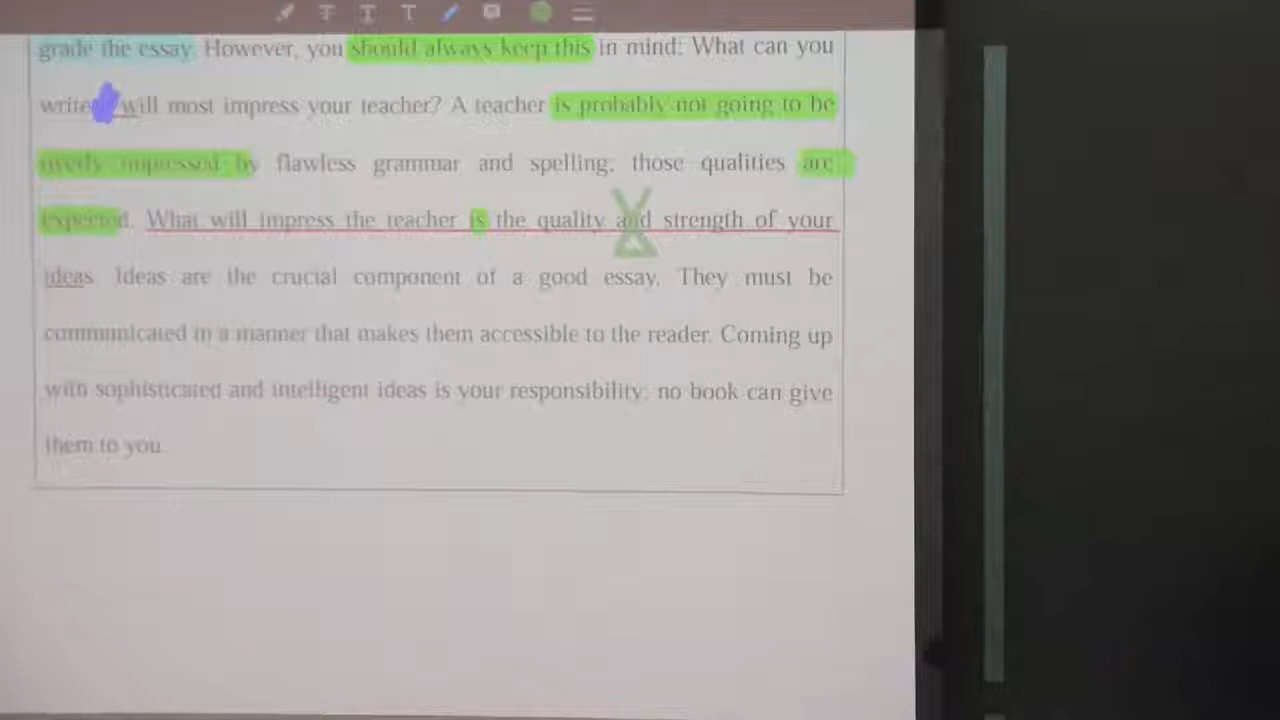 grade the essay. However, you should always keep this in mind: What can you
write will most impress your teacher? A teacher is probably not going to be
overly impressed by flawless grammar and spelling; those qualities are
expected. What will impress the teacher is the quality and strength of your
ideas. Ideas are the crucial component of a good essay. They must be
communicated in a manner that makes them accessible to the reader. Coming up
with sophisticated and intelligent ideas is your responsibility; no book can give
them to you.